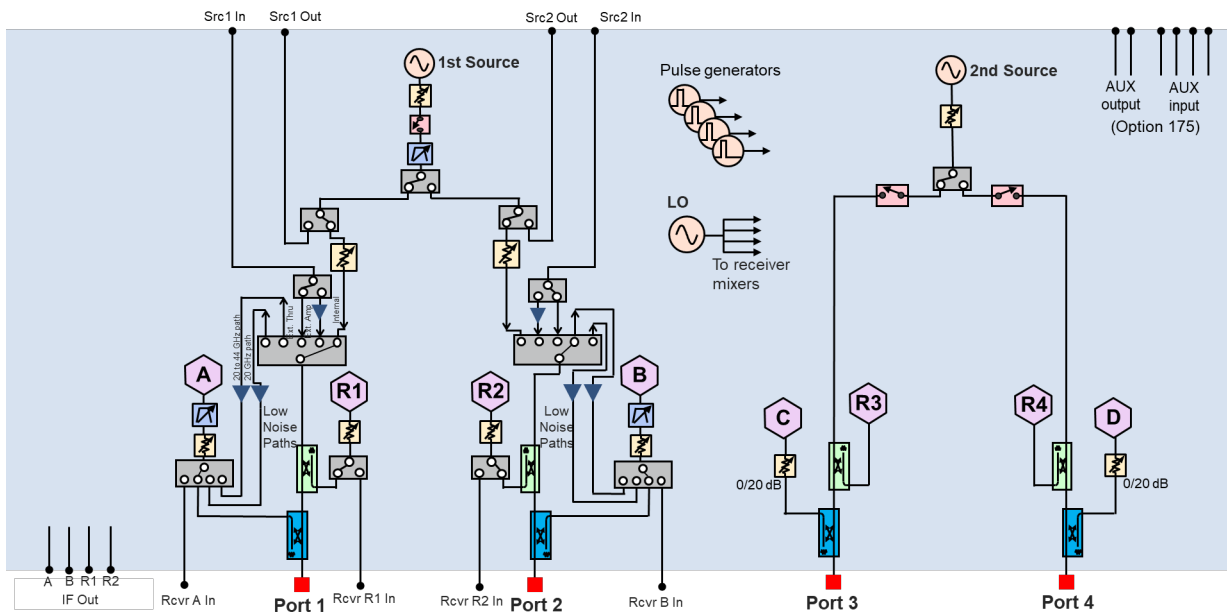 Src1 In
Src1 Out
Src2 Out
Src2 In
1st Source
Pulse generators
2nd Source
AUX
output
AUX
input
(Option 175)
LO
To receiver
mixers
20 to 44 GHz path
20 GHz path
Ext. Thru
Ext. Amp
Internal
A
R1
R2
B
C
R3
R4
D
Low
Noise
Paths
Low
Noise
Paths
0/20 dB
0/20 dB
A
B
R1
R2
IF Out
Rcvr A In
Port 1
Rcvr R1 In
Rcvr R2 In
Port 2
Rcvr B In
Port 3
Port 4